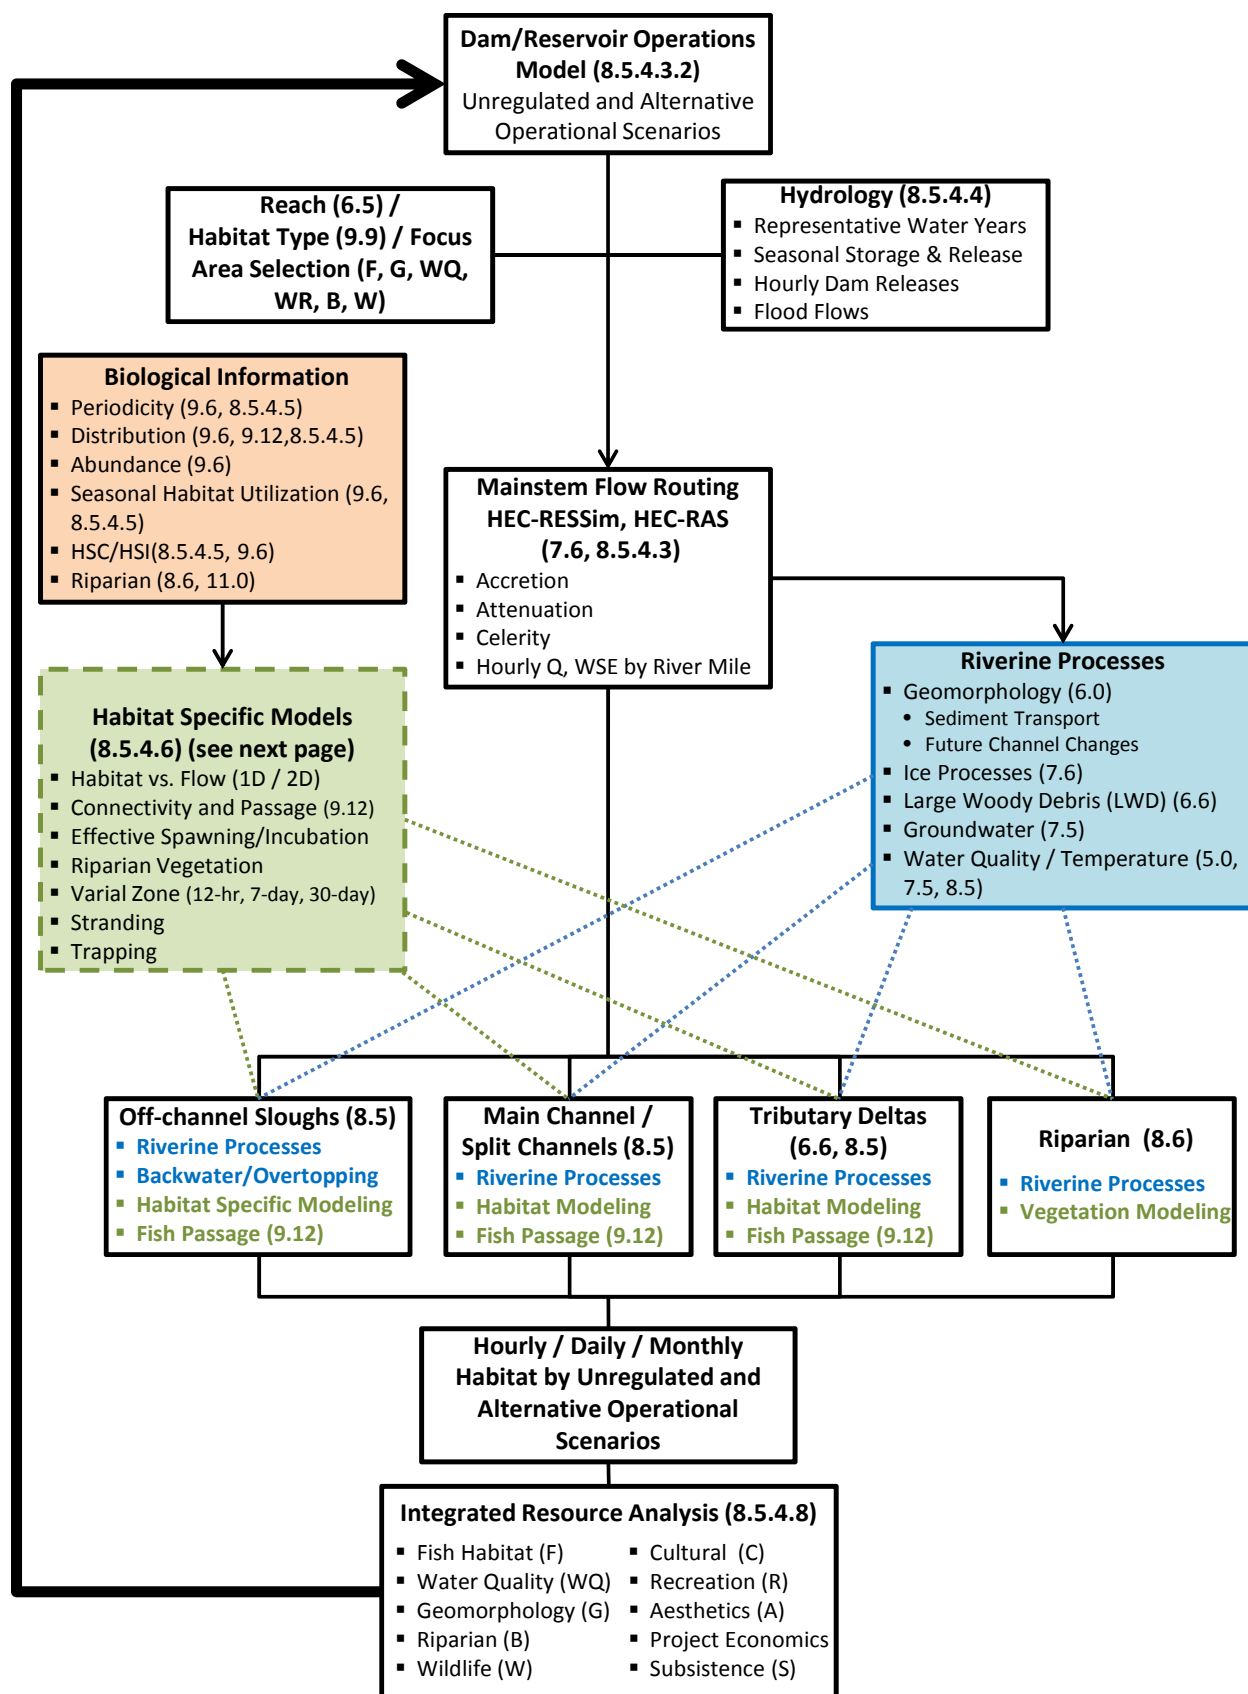 Dam/Reservoir Operations
Model (8.5.4.3.2)
Unregulated and Alternative
Operational Scenarios
Reach (6.5) /
Habitat Type (9.9) / Focus
Area Selection (F, G, WQ,
WR, B, W)
Hydrology (8.5.4.4)
▪ Representative Water Years
▪ Seasonal Storage & Release
▪ Hourly Dam Releases
▪ Flood Flows
Biological Information
▪ Periodicity (9.6, 8.5.4.5)
▪ Distribution (9.6, 9.12,8.5.4.5)
▪ Abundance (9.6)
▪ Seasonal Habitat Utilization (9.6,
8.5.4.5)
▪ HSC/HSI(8.5.4.5, 9.6)
▪ Riparian (8.6, 11.0)
Mainstem Flow Routing
HEC-RESSim, HEC-RAS
(7.6, 8.5.4.3)
▪ Accretion
▪ Attenuation
▪ Celerity
▪ Hourly Q, WSE by River Mile
Riverine Processes
▪ Geomorphology (6.0)
• Sediment Transport
• Future Channel Changes
▪ Ice Processes (7.6)
▪ Large Woody Debris (LWD) (6.6)
▪ Groundwater (7.5)
▪ Water Quality / Temperature (5.0,
7.5, 8.5)
Habitat Specific Models
(8.5.4.6) (see next page)
▪ Habitat vs. Flow (1D / 2D)
▪ Connectivity and Passage (9.12)
▪ Effective Spawning/Incubation
▪ Riparian Vegetation
▪ Varial Zone (12-hr, 7-day, 30-day)
▪ Stranding
▪ Trapping
Off-channel Sloughs (8.5)
▪ Riverine Processes
▪ Backwater/Overtopping
▪ Habitat Specific Modeling
▪ Fish Passage (9.12)
Main Channel /
Split Channels (8.5)
▪ Riverine Processes
▪ Habitat Modeling
▪ Fish Passage (9.12)
Tributary Deltas
(6.6, 8.5)
▪ Riverine Processes
▪ Habitat Modeling
▪ Fish Passage (9.12)
Riparian (8.6)
▪ Riverine Processes
▪ Vegetation Modeling
Hourly / Daily / Monthly
Habitat by Unregulated and
Alternative Operational
Scenarios
Integrated Resource Analysis (8.5.4.8)
▪ Fish Habitat (F)
▪ Water Quality (WQ)
▪ Geomorphology (G)
▪ Riparian (B)
▪ Wildlife (W)
▪ Cultural (C)
▪ Recreation (R)
▪ Aesthetics (A)
▪ Project Economics
▪ Subsistence (S)